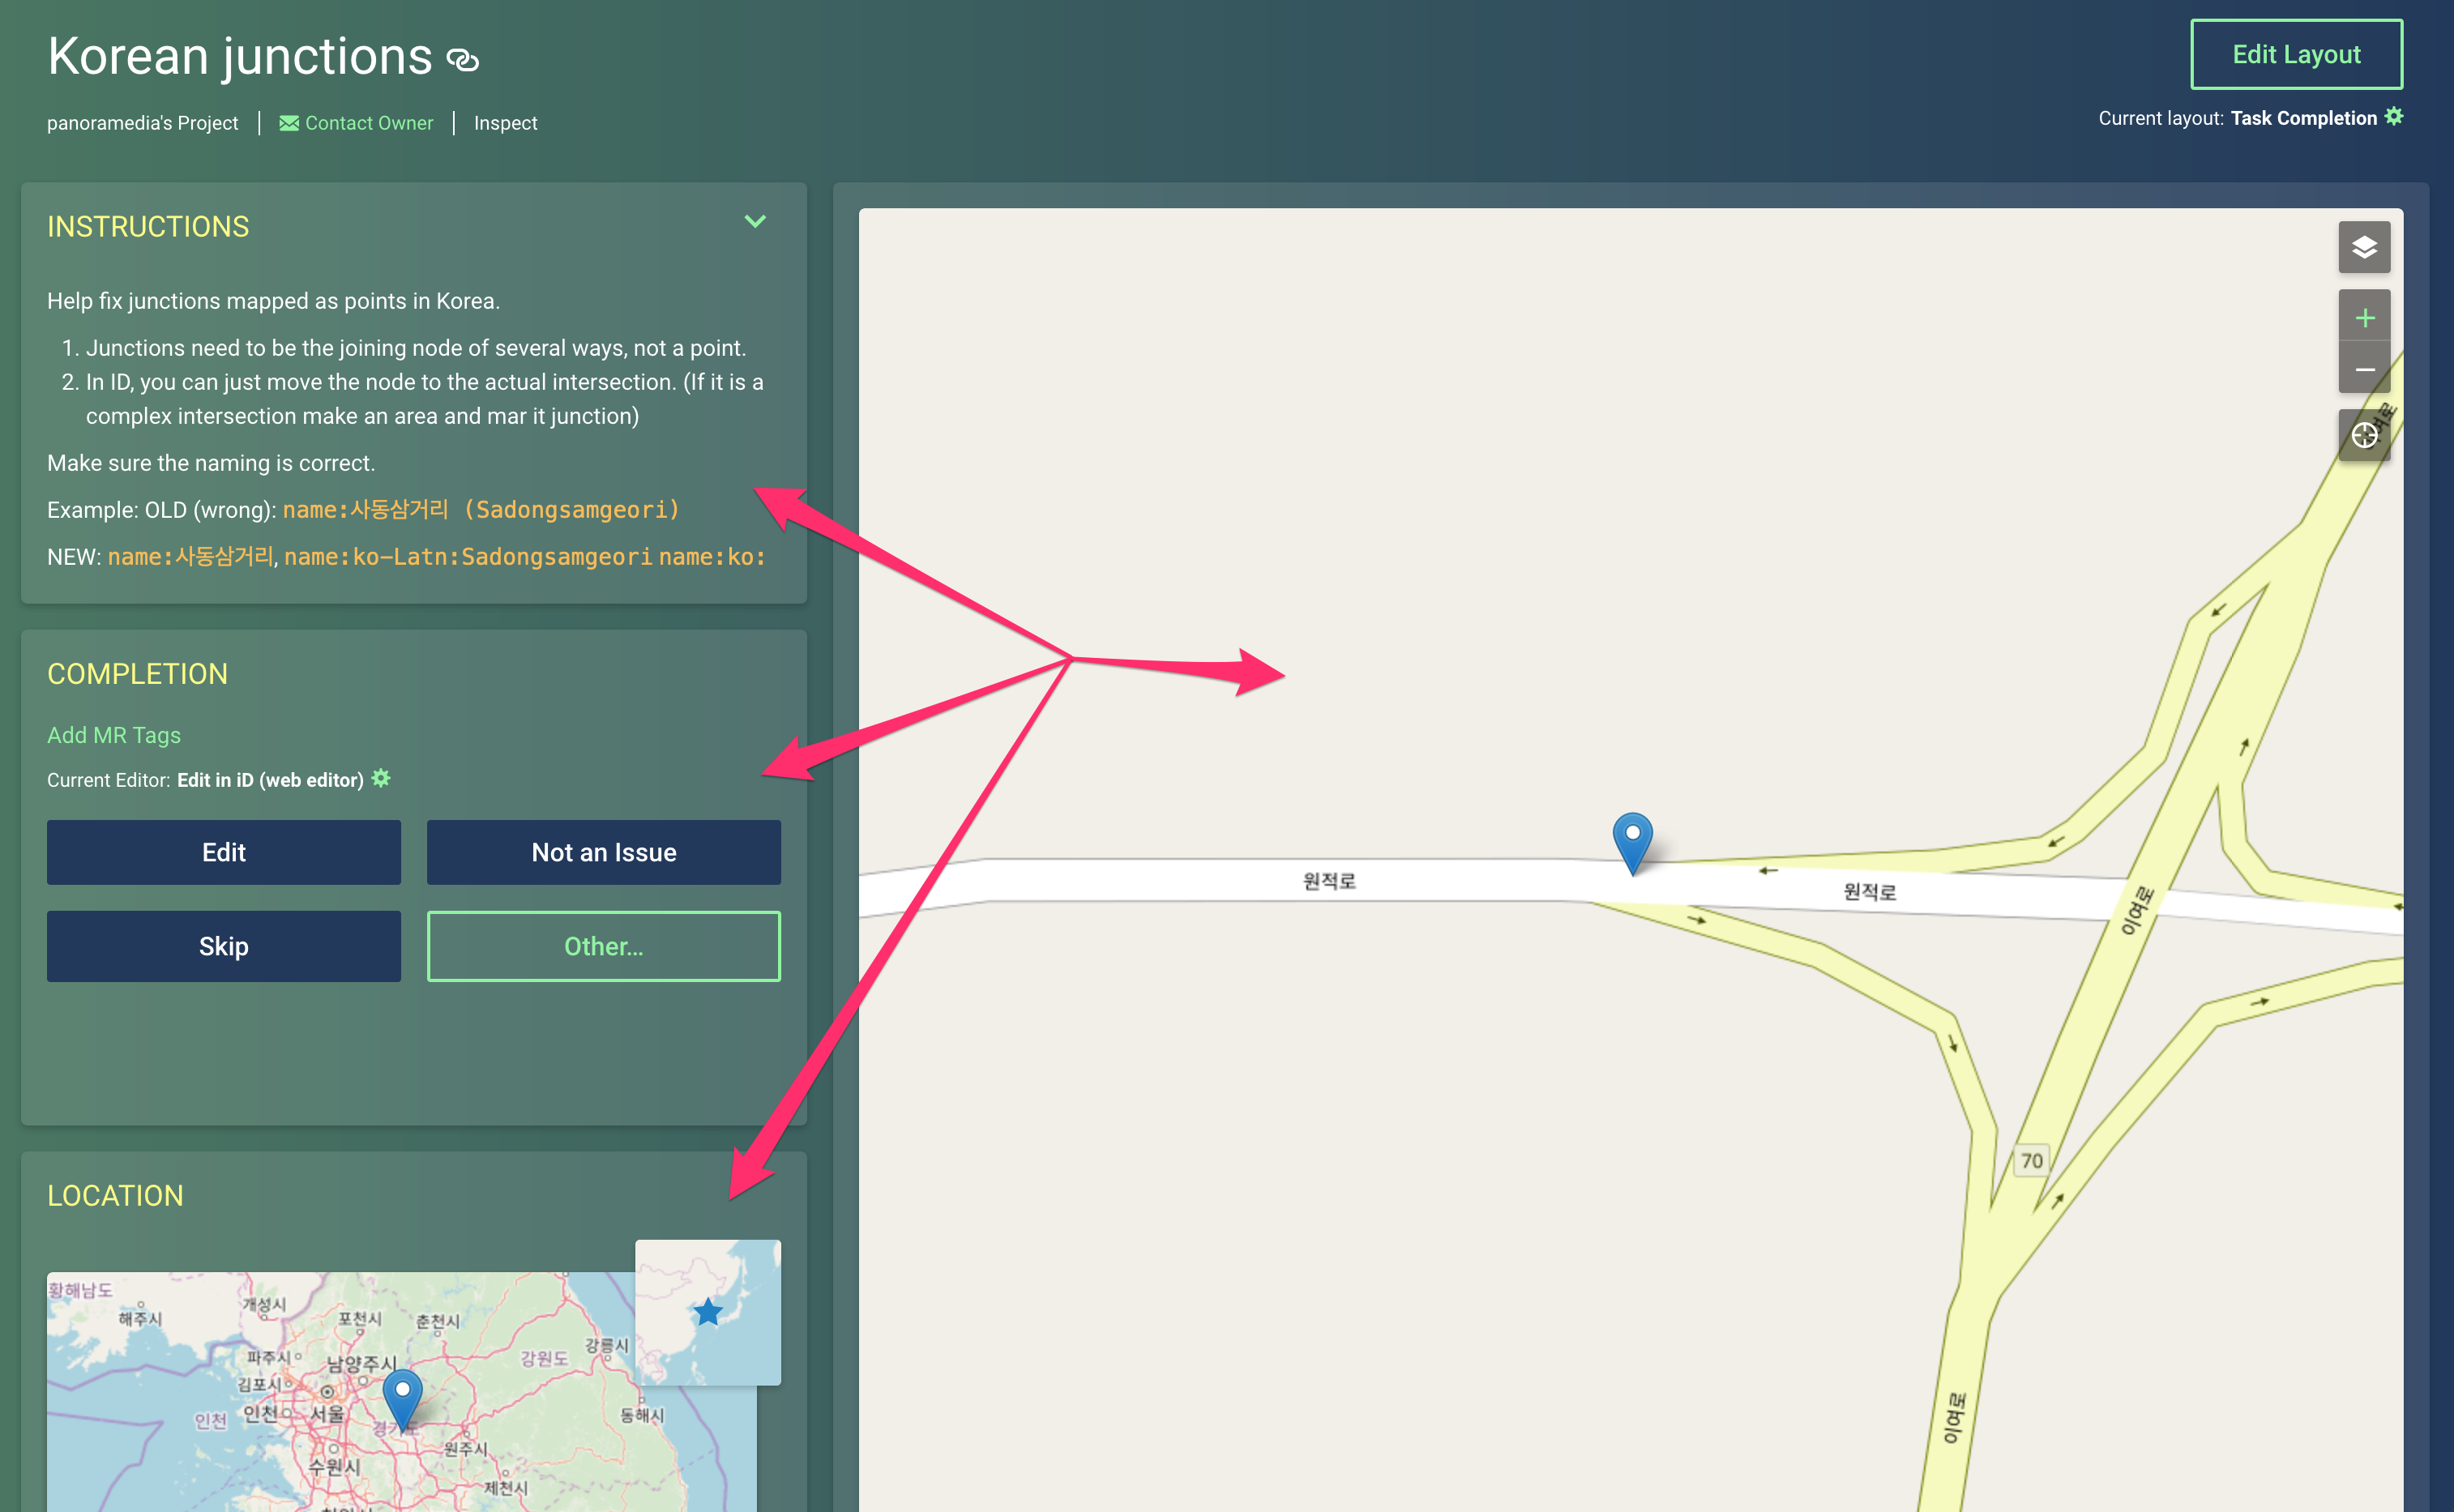 Korean junctions
Edit Layout
panoramedia's Project
Contact Owner
Inspect
Current layout: Task Completion
INSTRUCTIONS
Help fix junctions mapped as points in Korea.
1. Junctions need to be the joining node of several ways, not a point.
2. In ID, you can just move the node to the actual intersection. (If it is a
complex intersection make an area and mar it junction)
Make sure the naming is correct.
Example: OLD (wrong): name:사동삼거리 (Sadongsamgeori)
NEW: name:사동삼거리, name:ko-Latn:Sadongsamgeori name:ko:
COMPLETION
Add MR Tags
Current Editor: Edit in iD (web editor)
Edit
Not an Issue
Skip
Other...
LOCATION
황해남도
해주시
개성시
포천시
춘천시
강릉시
파주시
남양주시
강원도
김포시
인천
인천
서울
경기도
동해시
원주시
수원시
제천시
원적로
원적로
이여로
70
이여로